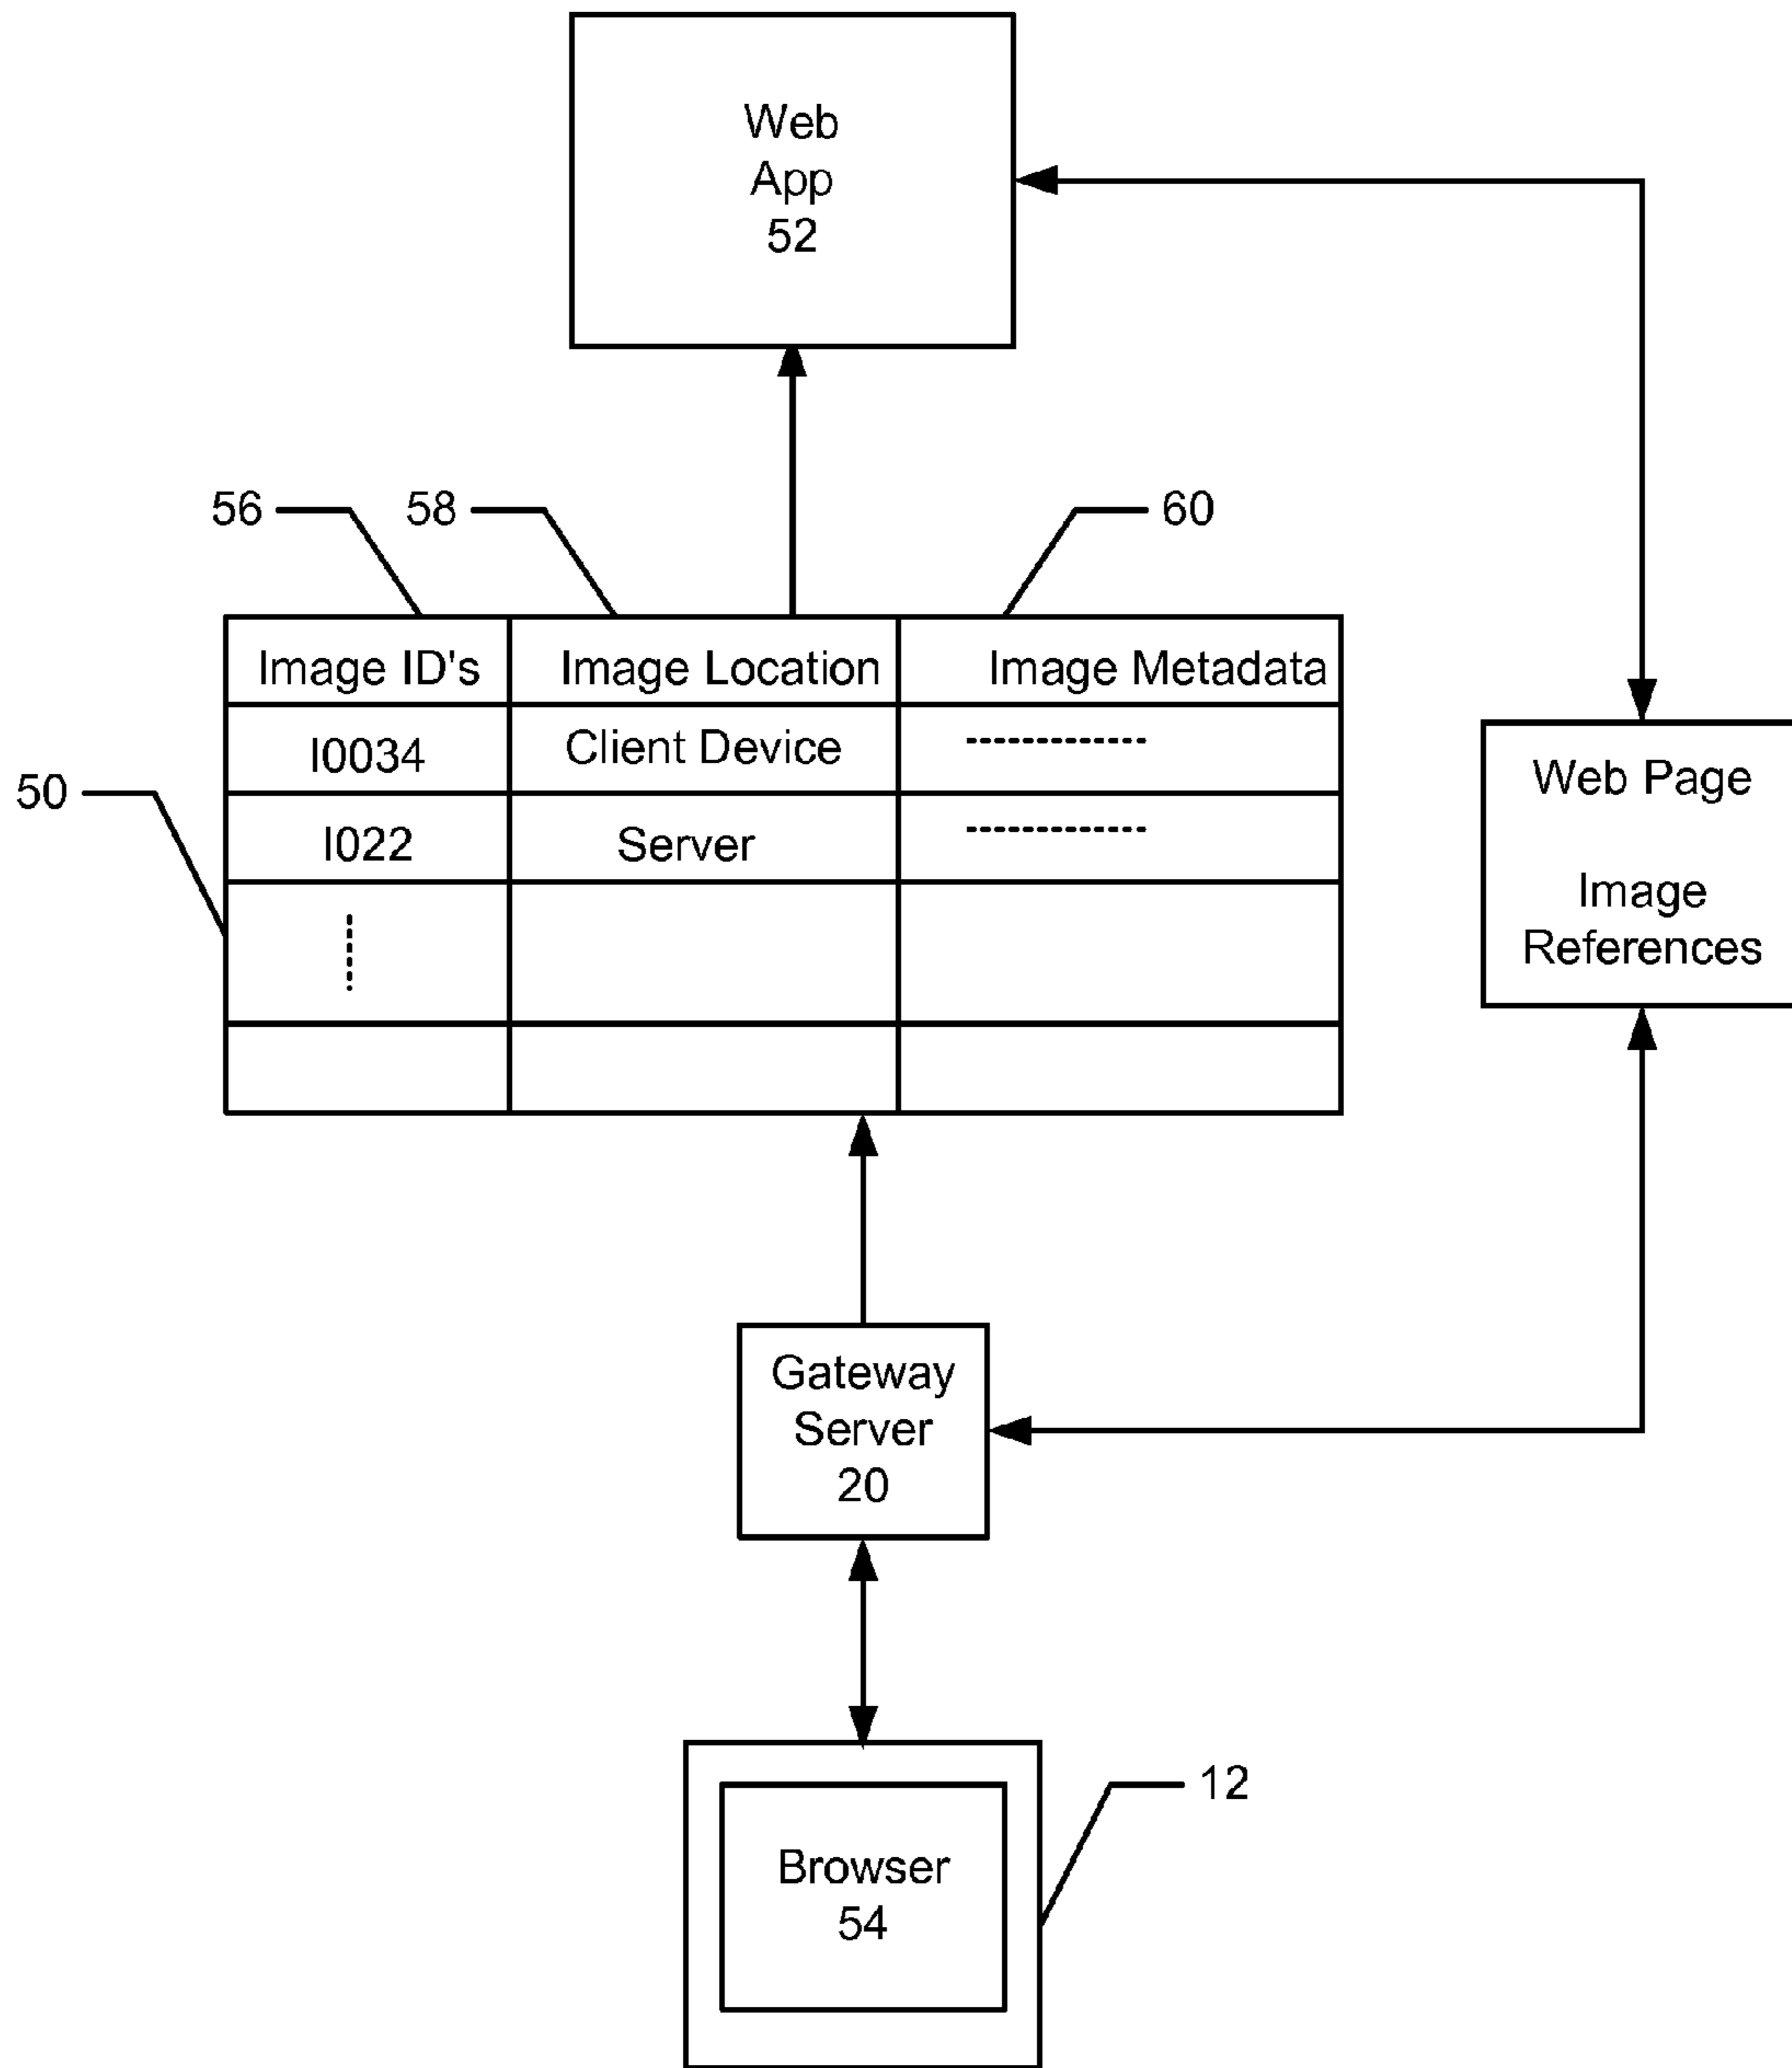 Web
App
52
56
58
60
Image ID's
Image Location
Image Metadata
I0034
Client Device
I022
Server
50
Web Page
Image
References
Gateway
Server
20
12
Browser
54